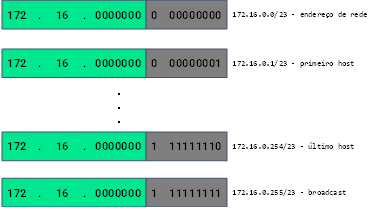 172 . 16 . 0000000 0 00000000 172.16.0.0/23 - endereço de rede
172 . 16 . 0000000 0 00000001 172.16.0.1/23 - primeiro host
172 . 16 . 0000000 1 11111110 172.16.0.254/23 - último host
172 . 16 . 0000000 1 11111111 172.16.0.255/23 - broadcast